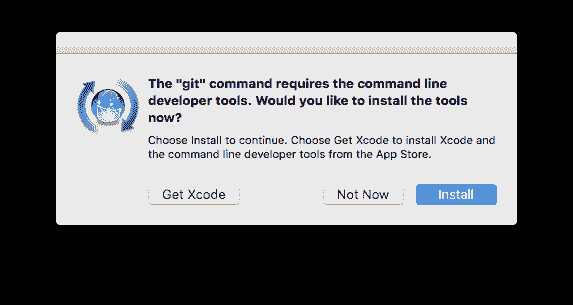 The "git" command requires the command line
developer tools. Would you like to install the tools
now?
Choose Install to continue. Choose Get Xcode to install Xcode and
the command line developer tools from the App Store.
Get Xcode
Not Now
Install